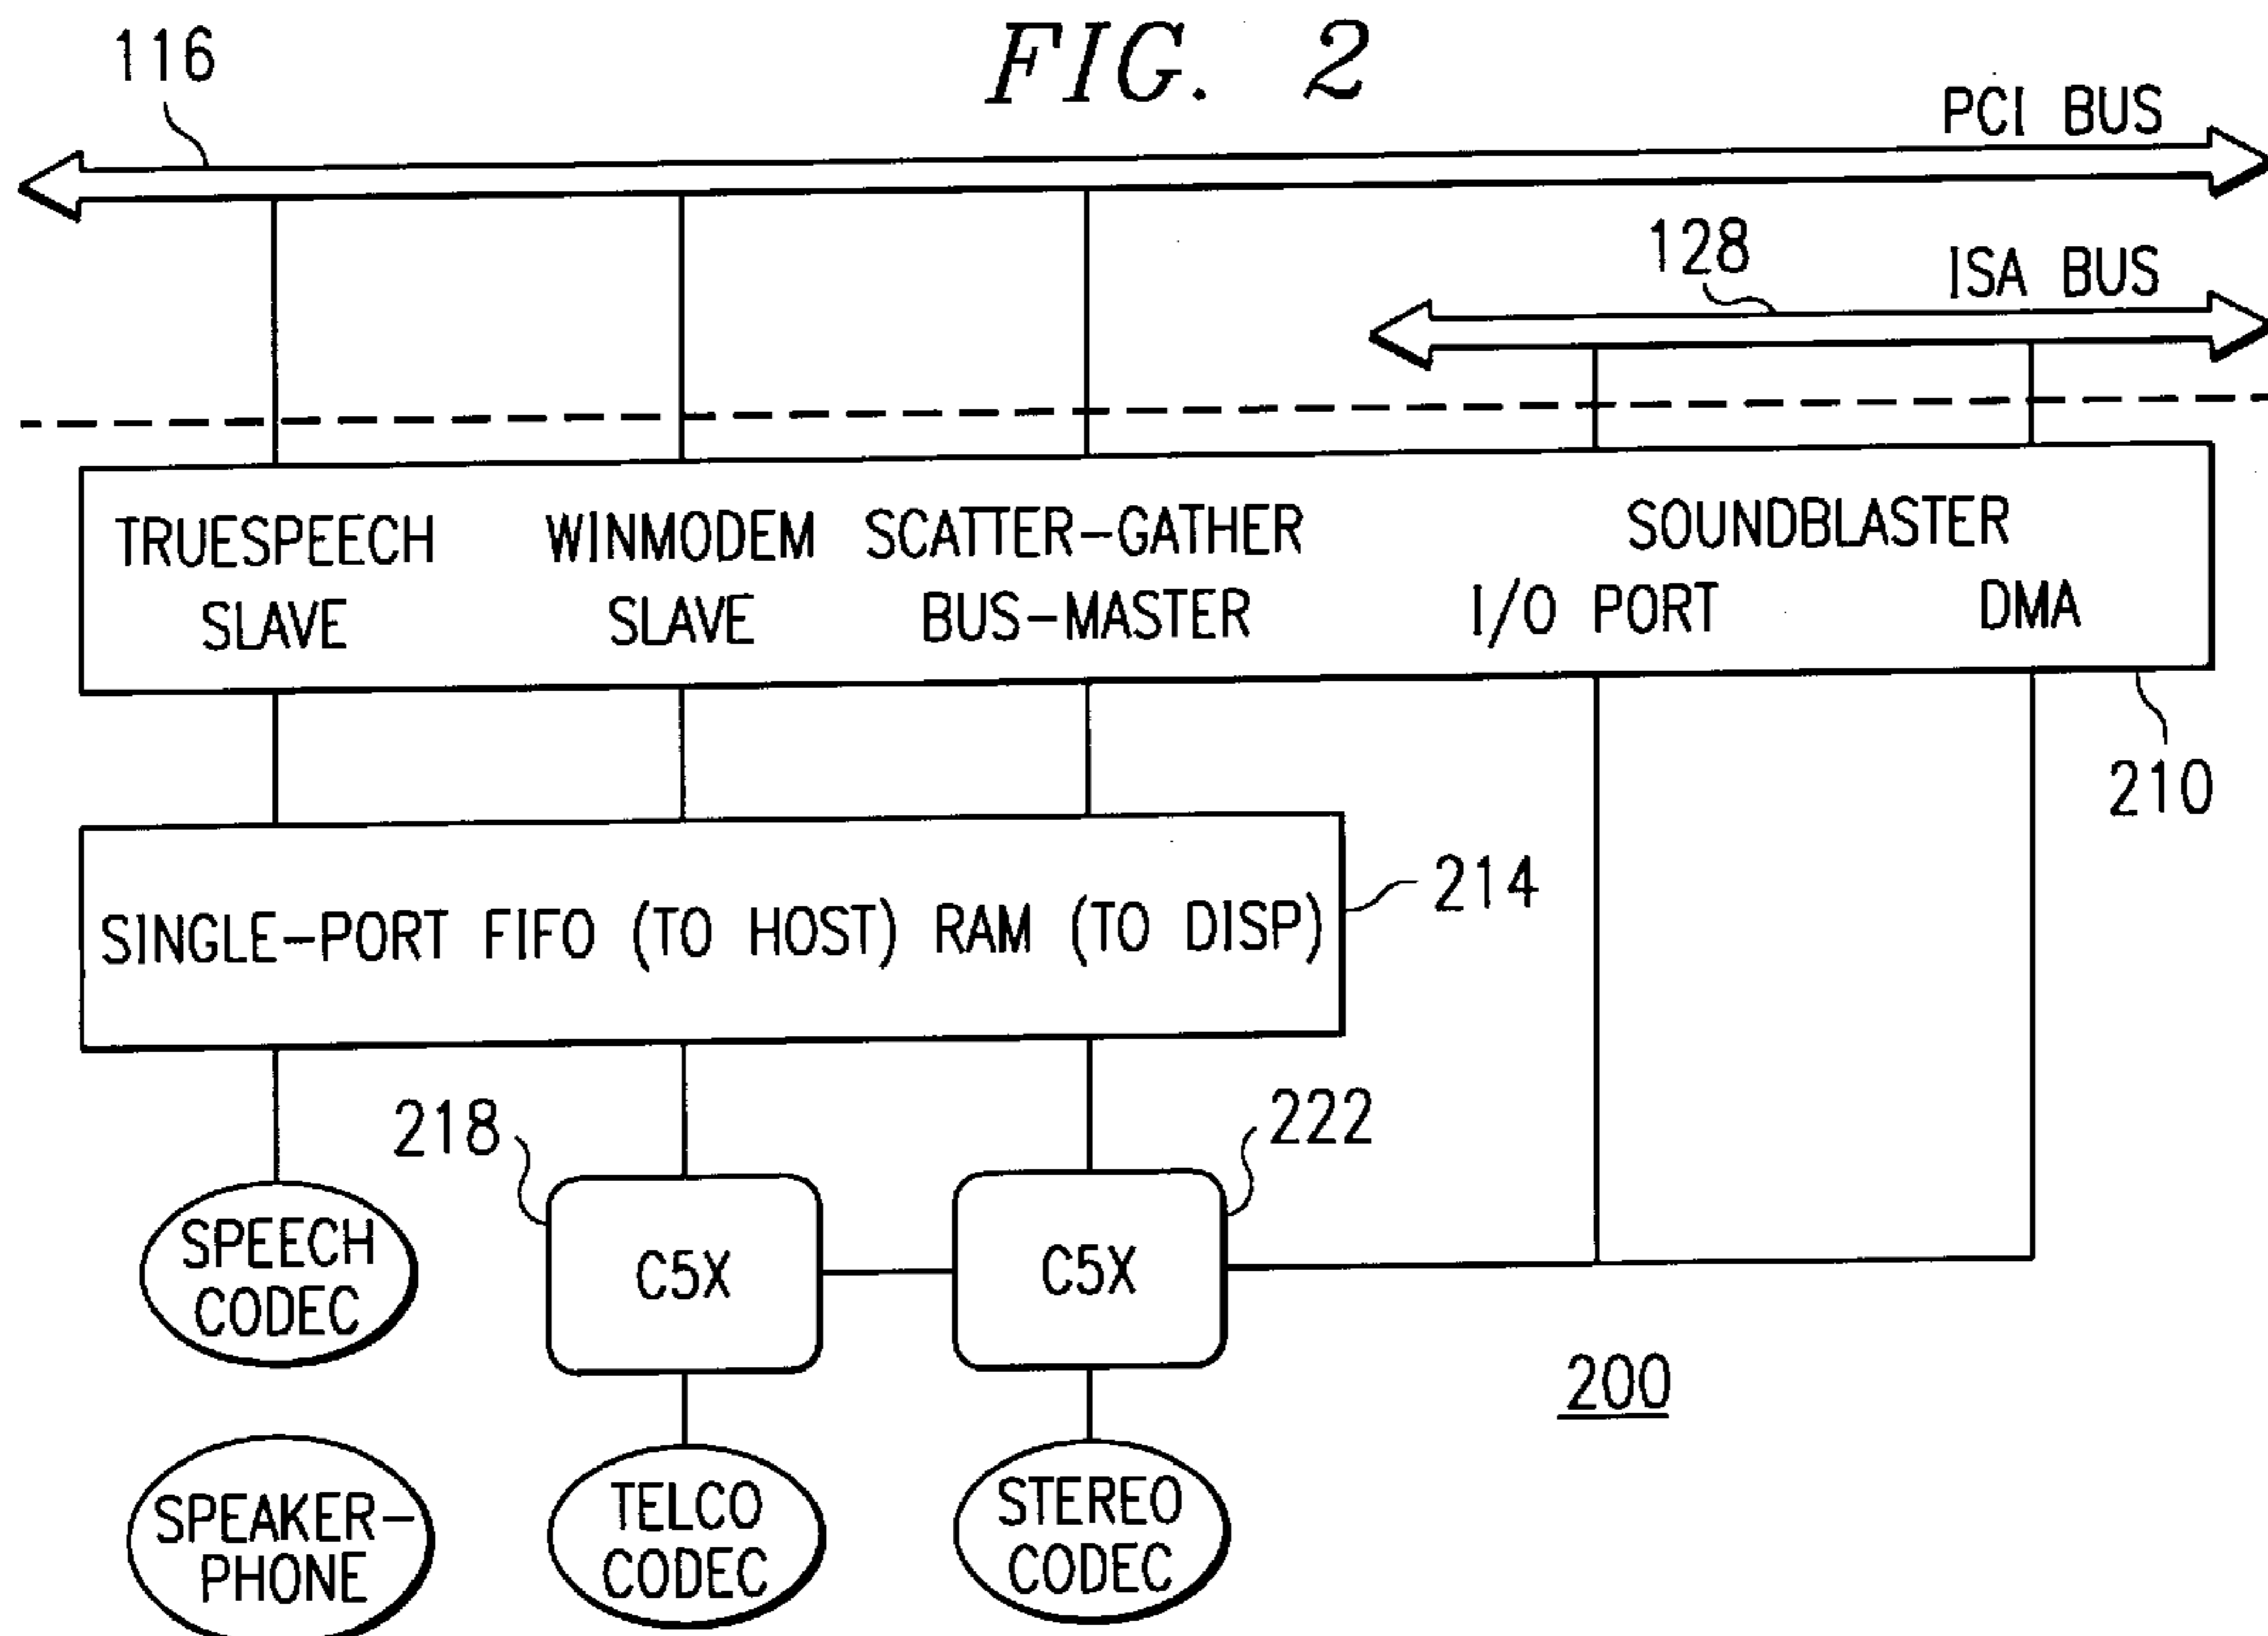 FIG. 2
116
PCI BUS
128
ISA BUS
TRUESPEECH
SLAVE
WINMODEM
SLAVE
SCATTER-GATHER
BUS-MASTER
SOUNDBLASTER
I/O PORT
DMA
210
SINGLE-PORT FIFO (TO HOST) RAM (TO DISP)
214
218
222
SPEECH
CODEC
C5X
C5X
200
SPEAKER-
PHONE
TELCO
CODEC
STEREO
CODEC